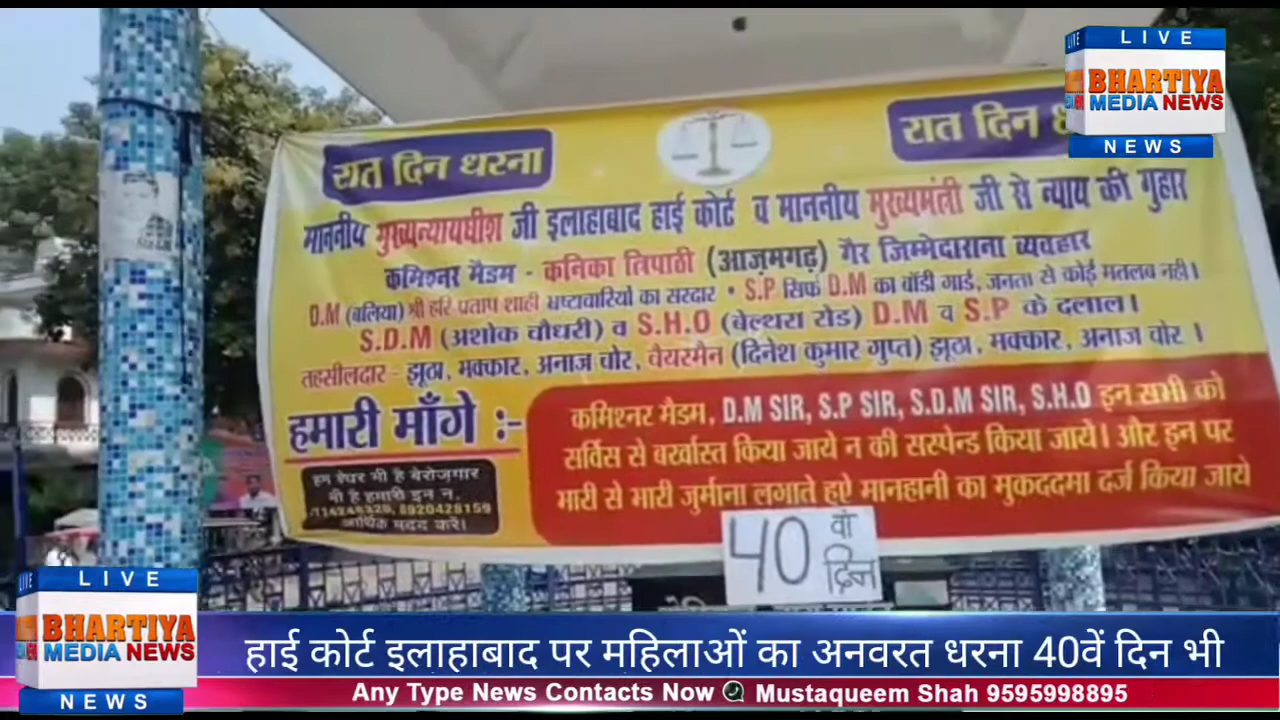 LIVE
BHARTIYA
MEDIA NEWS
NEWS
रात दिन धरना
रात दिन
माननीय मुख्यन्यायधीश जी इलाहाबाद हाई कोर्ट व माननीय मुख्यमंती जी से न्याय की गुहार
कमिश्नर मैडम - कनिका त्रिपाठी (आज़मगढ़) गैर जिम्मेदाराना व्यवहार
D.M (बलिया) श्री हरि प्रताप शाही भ्रष्टाचारियों का सरदार • S.P सिर्फ D.M का बॉडी गार्ड, जनता से कोई मतलब नही।
S.D.M (अशोक चौधरी) व S.H.O (बेल्थरा रोड) D.M व S.P के दलाल।
तहसीलदार - झूठा, मक्कार, अनाज चोर, चैयरमैन (दिनेश कुमार गुप्त) झूठा, मक्कार, अनाज चोर ।
हमारी माँगे :-
कमिश्नर मैडम, D.M SIR, S.P SIR, S.D.M SIR, S.H.O इन सभी को
सर्विस से बर्खास्त किया जाये न की सस्पेन्ड किया जाये। और इन पर
भारी से भारी जुर्माना लगाते हुऐ मानहानी का मुकददमा दर्ज किया जाये
हम बेघर भी है बेरोजगार
भी है हमारी इन न.
8920428159
आर्थिक मदद करें।
40 वां
दिन
LIVE
BHARTIYA
MEDIA NEWS
NEWS
हाई कोर्ट इलाहाबाद पर महिलाओं का अनवरत धरना 40वें दिन भी
Any Type News Contacts Now Mustaqueem Shah 9595998895